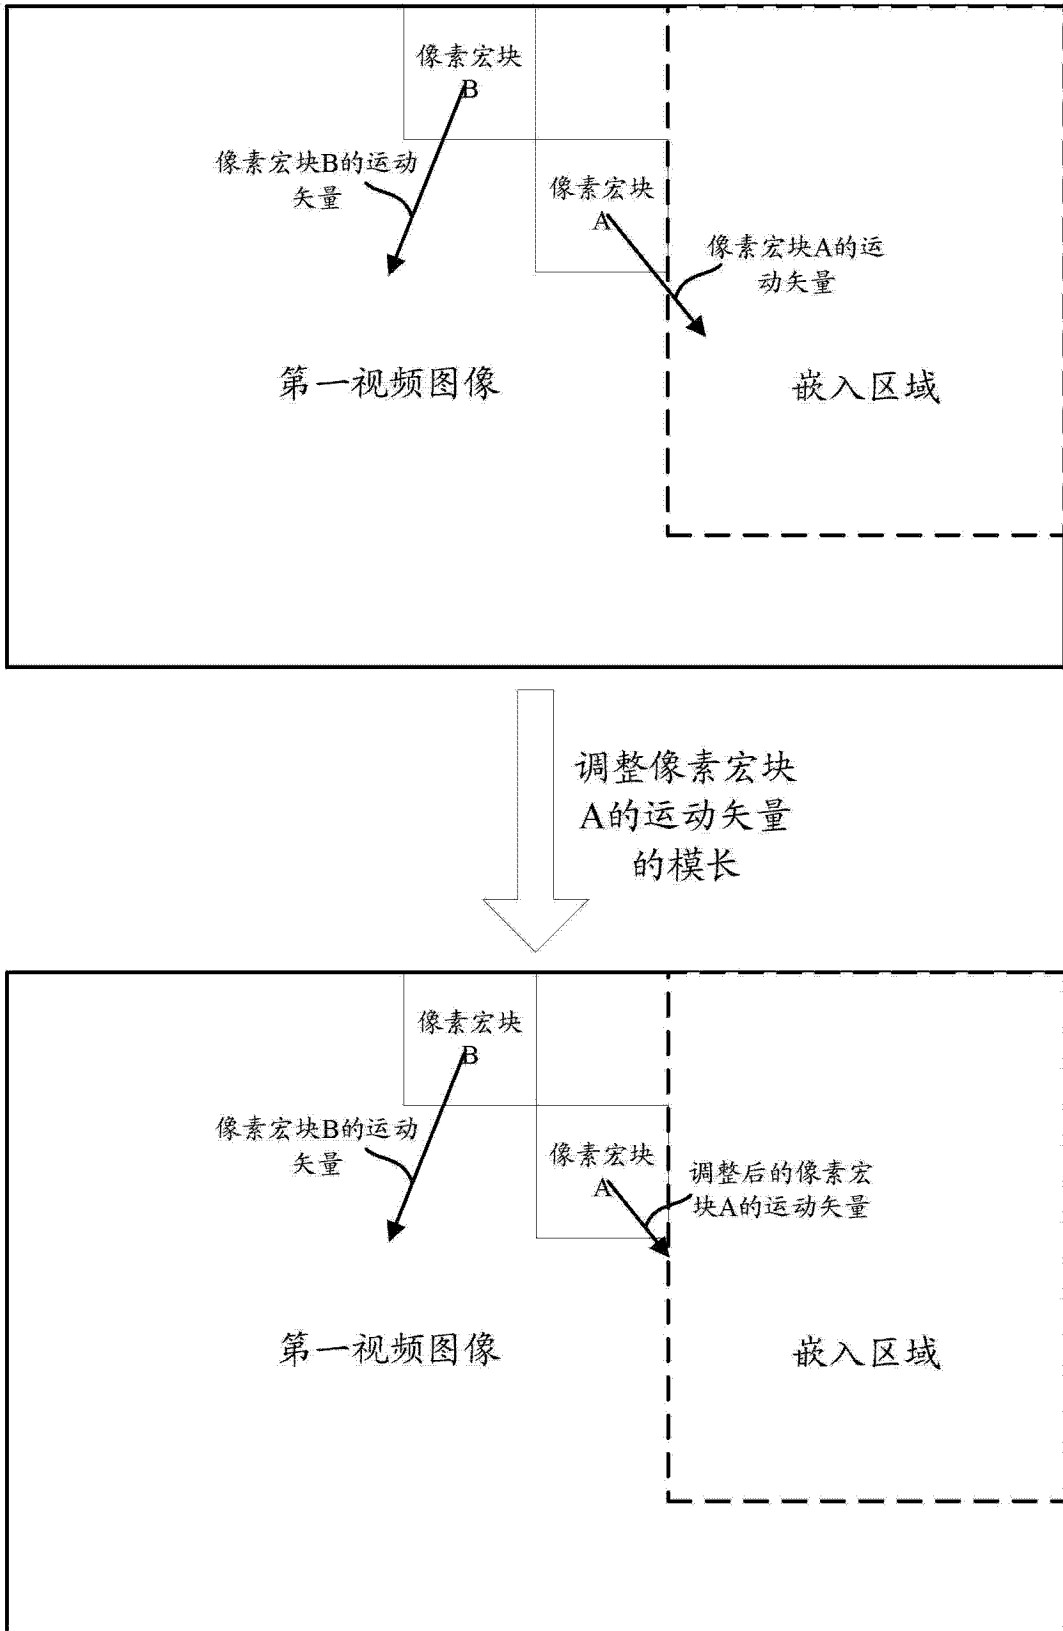 像素宏块
B
像素宏块B的运动
矢量
像素宏块
A
像素宏块A的运
动矢量
第一视频图像
嵌入区域
调整像素宏块
A的运动矢量
的模长
像素宏块
B
像素宏块B的运动
矢量
像素宏块
A
调整后的像素宏
块A的运动矢量
第一视频图像
嵌入区域